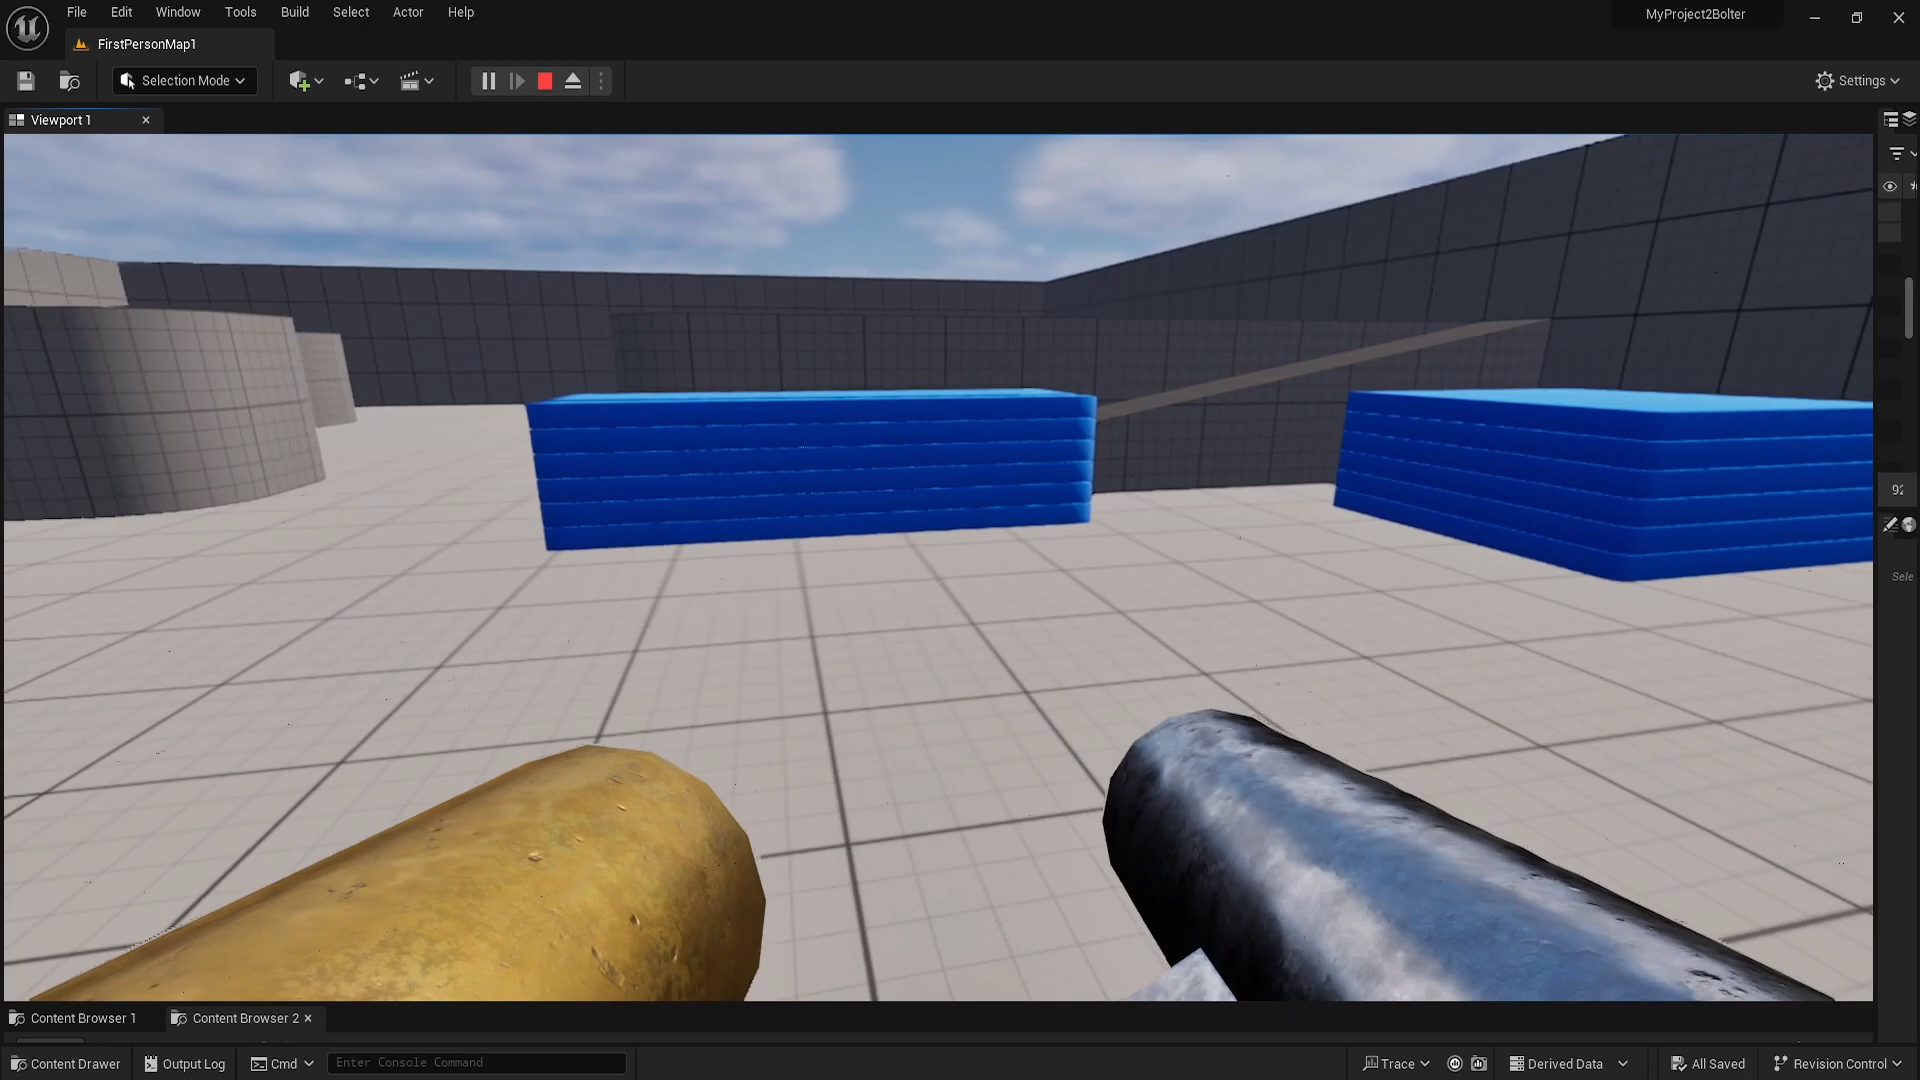 File Edit Window Tools Build Select Actor Help
MyProject2Bolter
FirstPersonMap1
Selection Mode
Settings
Viewport 1
Sele
Content Browser 1
Content Browser 2
Content Drawer
Output Log
Cmd
Enter Console Command
Trace
Derived Data
All Saved
Revision Control